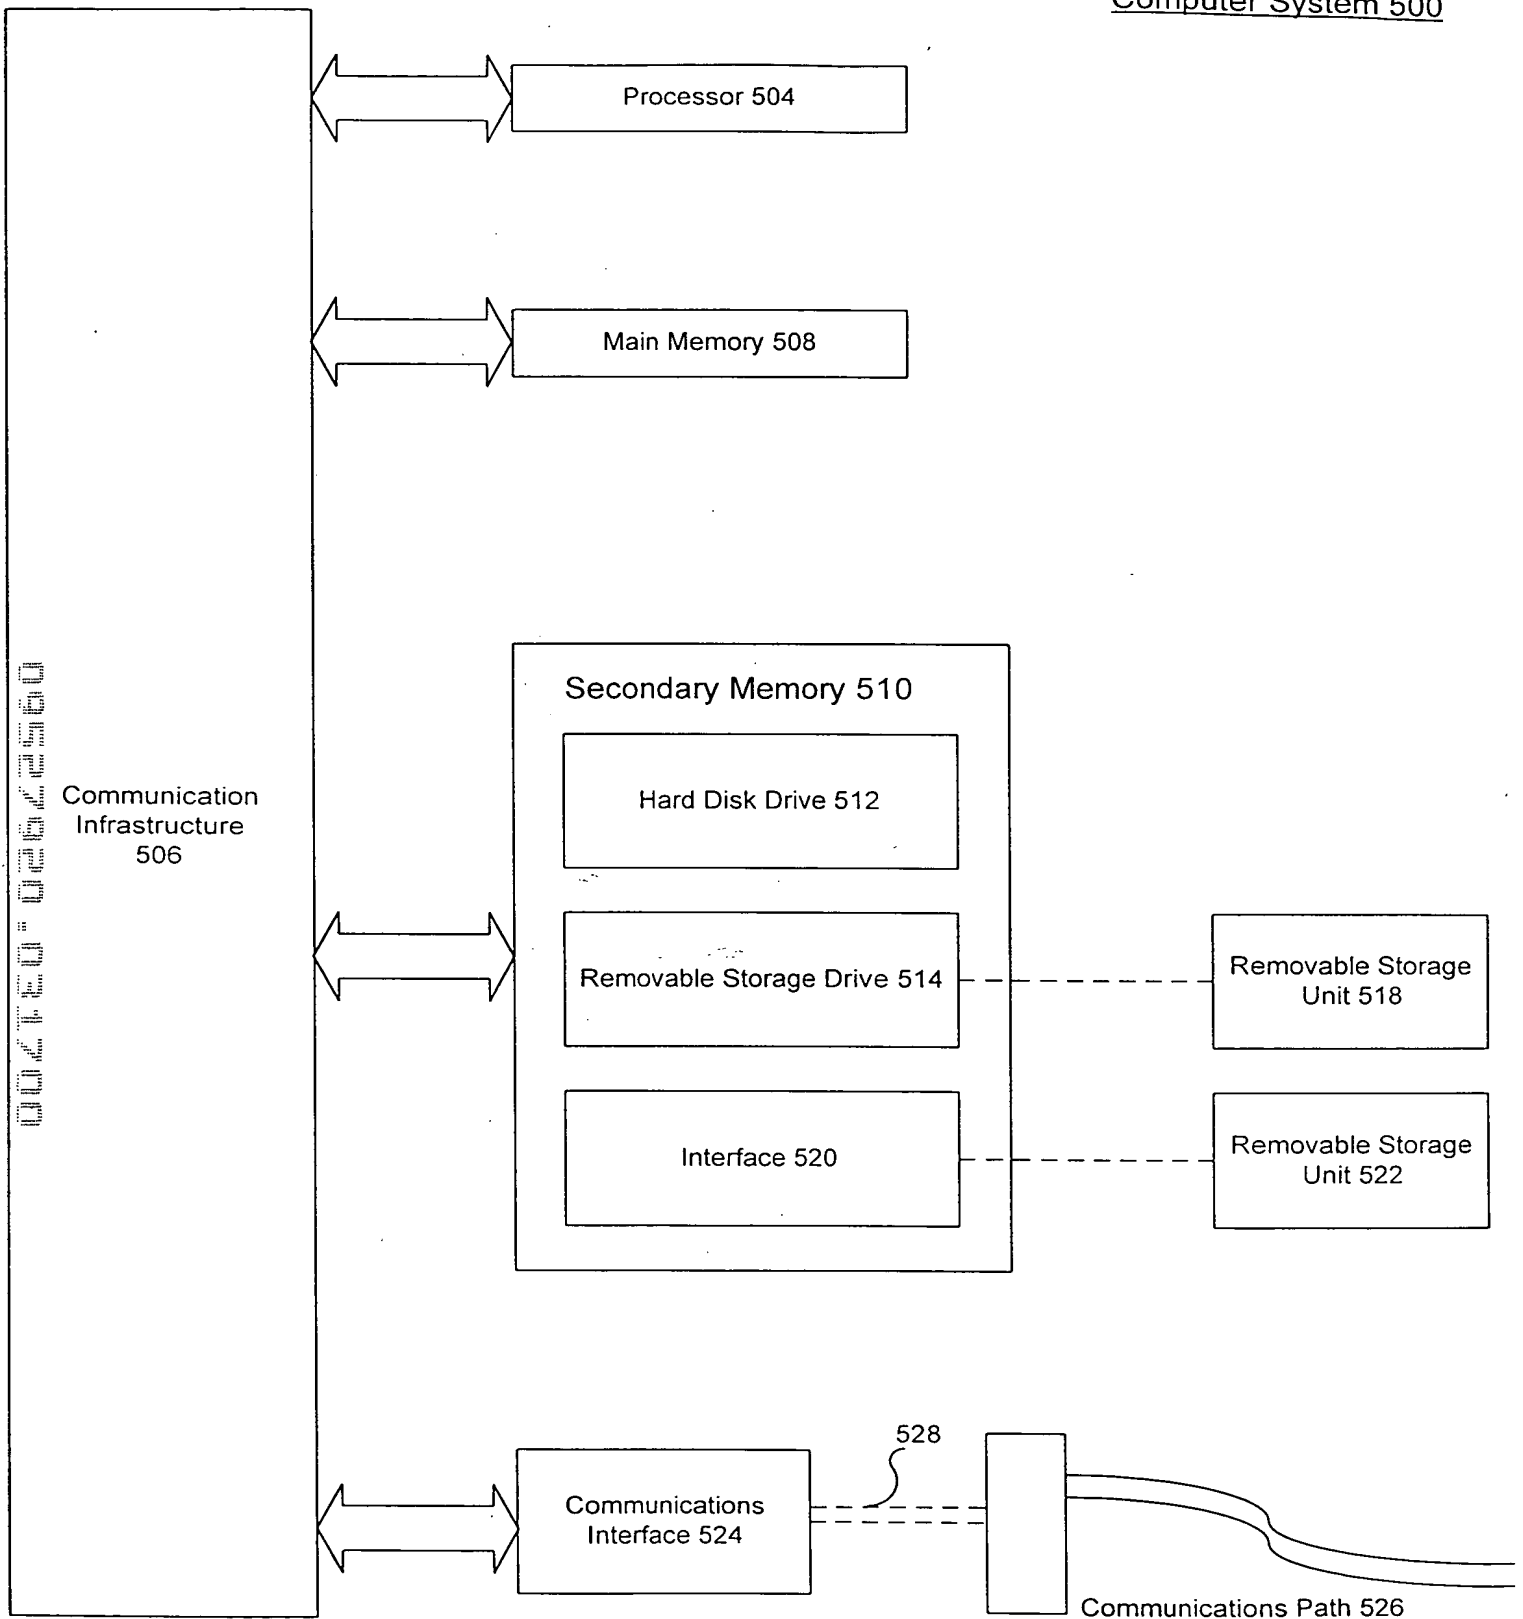 Computer System 500
Processor 504
Main Memory 508
Secondary Memory 510
Hard Disk Drive 512
Communication
Infrastructure
506
Removable Storage Drive 514
Removable Storage
Unit 518
Interface 520
Removable Storage
Unit 522
528
Communications
Interface 524
Communications Path 526
09527920.031700